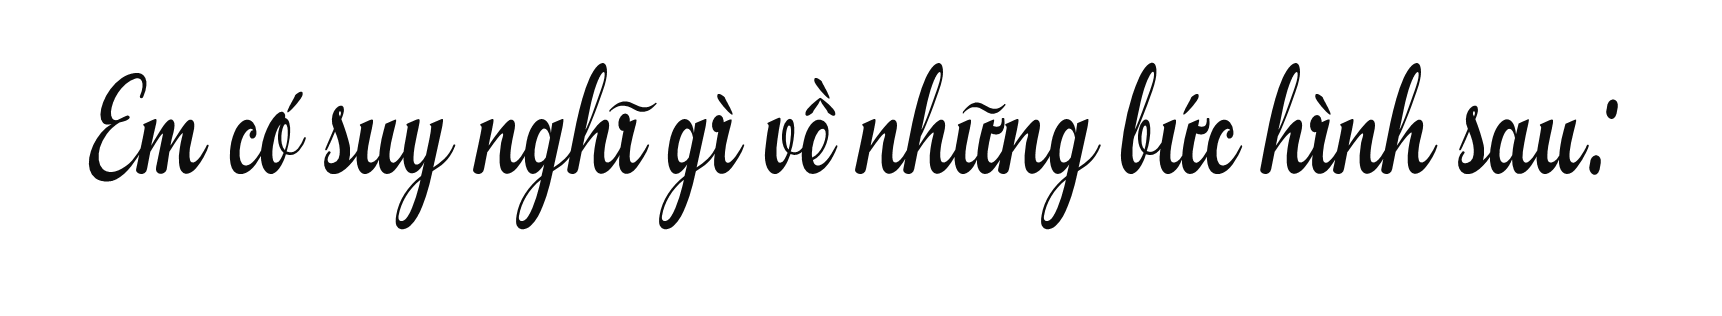 Em có suy nghĩ gì về những bức hình sau: